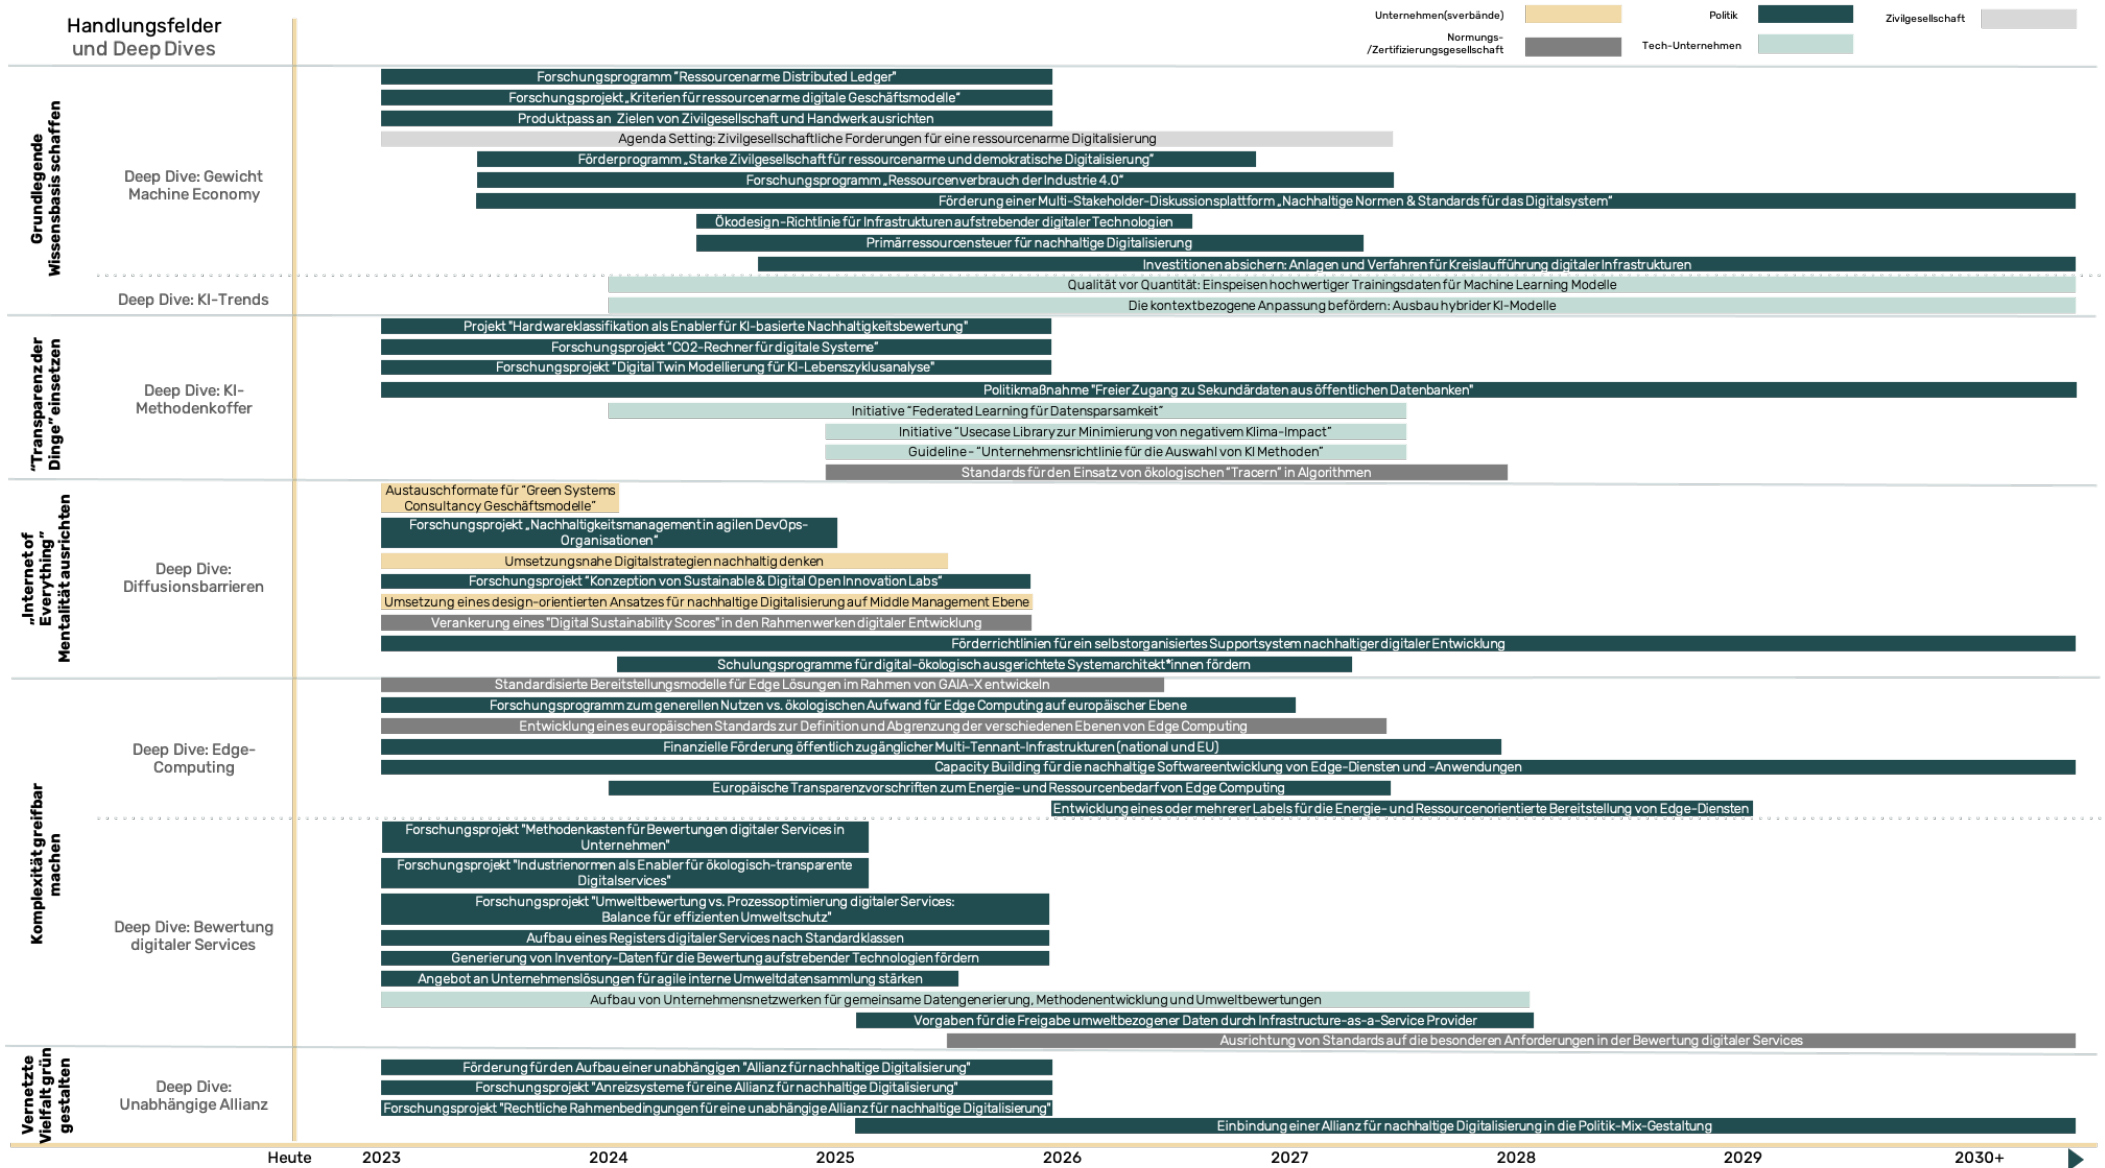 Handlungsfelder
und Deep Dives
Unternehmen(sverbände)
Politik
Zivilgesellschaft
Normungs-
/Zertifizierungsgesellschaft
Tech-Unternehmen
Grundlegende
Wissensbasis schaffen
Deep Dive: Gewicht
Machine Economy
Forschungsprogramm "Ressourcenarme Distributed Ledger"
Forschungsprojekt „Kriterien für ressourcenarme digitale Geschäftsmodelle"
Produktpass an Zielen von Zivilgesellschaft und Handwerk ausrichten
Agenda Setting: Zivilgesellschaftliche Forderungen für eine ressourcenarme Digitalisierung
Förderprogramm „Starke Zivilgesellschaft für ressourcenarme und demokratische Digitalisierung"
Forschungsprogramm „Ressourcenverbrauch der Industrie 4.0"
Förderung einer Multi-Stakeholder-Diskussionsplattform „Nachhaltige Normen & Standards für das Digitalsystem"
Ökodesign-Richtlinie für Infrastrukturen aufstrebender digitaler Technologien
Primärressourcensteuer für nachhaltige Digitalisierung
Investitionen absichern: Anlagen und Verfahren für Kreislaufführung digitaler Infrastrukturen
Deep Dive: KI-Trends
Qualität vor Quantität: Einspeisen hochwertiger Trainingsdaten für Machine Learning Modelle
Die kontextbezogene Anpassung befördern: Ausbau hybrider KI-Modelle
"Transparenz der
Dinge" einsetzen
Deep Dive: KI-
Methodenkoffer
Projekt "Hardwareklassifikation als Enabler für KI-basierte Nachhaltigkeitsbewertung"
Forschungsprojekt "CO2-Rechner für digitale Systeme"
Forschungsprojekt "Digital Twin Modellierung für KI-Lebenszyklusanalyse"
Politikmaßnahme "Freier Zugang zu Sekundärdaten aus öffentlichen Datenbanken"
Initiative "Federated Learning für Datensparsamkeit"
Initiative "Usecase Library zur Minimierung von negativem Klima-Impact"
Guideline - "Unternehmensrichtlinie für die Auswahl von KI Methoden"
Standards für den Einsatz von ökologischen "Tracern" in Algorithmen
„Internet of
Everything"
Mentalität ausrichten
Deep Dive:
Diffusionsbarrieren
Austauschformate für "Green Systems
Consultancy Geschäftsmodelle"
Forschungsprojekt „Nachhaltigkeitsmanagement in agilen DevOps-
Organisationen"
Umsetzungsnahe Digitalstrategien nachhaltig denken
Forschungsprojekt "Konzeption von Sustainable & Digital Open Innovation Labs"
Umsetzung eines design-orientierten Ansatzes für nachhaltige Digitalisierung auf Middle Management Ebene
Verankerung eines "Digital Sustainability Scores" in den Rahmenwerken digitaler Entwicklung
Förderrichtlinien für ein selbstorganisiertes Supportsystem nachhaltiger digitaler Entwicklung
Schulungsprogramme für digital-ökologisch ausgerichtete Systemarchitekt*innen fördern
Komplexität greifbar
machen
Deep Dive: Edge-
Computing
Standardisierte Bereitstellungsmodelle für Edge Lösungen im Rahmen von GAIA-X entwickeln
Forschungsprogramm zum generellen Nutzen vs. ökologischen Aufwand für Edge Computing auf europäischer Ebene
Entwicklung eines europäischen Standards zur Definition und Abgrenzung der verschiedenen Ebenen von Edge Computing
Finanzielle Förderung öffentlich zugänglicher Multi-Tennant-Infrastrukturen (national und EU)
Capacity Building für die nachhaltige Softwareentwicklung von Edge-Diensten und -Anwendungen
Europäische Transparenzvorschriften zum Energie- und Ressourcenbedarf von Edge Computing
Entwicklung eines oder mehrerer Labels für die Energie- und Ressourcenorientierte Bereitstellung von Edge-Diensten
Deep Dive: Bewertung
digitaler Services
Forschungsprojekt "Methodenkasten für Bewertungen digitaler Services in
Unternehmen"
Forschungsprojekt "Industrienormen als Enabler für ökologisch-transparente
Digitalservices"
Forschungsprojekt "Umweltbewertung vs. Prozessoptimierung digitaler Services:
Balance für effizienten Umweltschutz"
Aufbau eines Registers digitaler Services nach Standardklassen
Generierung von Inventory-Daten für die Bewertung aufstrebender Technologien fördern
Angebot an Unternehmenslösungen für agile interne Umweltdatensammlung stärken
Aufbau von Unternehmensnetzwerken für gemeinsame Datengenerierung, Methodenentwicklung und Umweltbewertungen
Vorgaben für die Freigabe umweltbezogener Daten durch Infrastructure-as-a-Service Provider
Ausrichtung von Standards auf die besonderen Anforderungen in der Bewertung digitaler Services
Vernetzte
Vielfalt grün
gestalten
Deep Dive:
Unabhängige Allianz
Förderung für den Aufbau einer unabhängigen "Allianz für nachhaltige Digitalisierung"
Forschungsprojekt "Anreizsysteme für eine Allianz für nachhaltige Digitalisierung"
Forschungsprojekt "Rechtliche Rahmenbedingungen für eine unabhängige Allianz für nachhaltige Digitalisierung"
Einbindung einer Allianz für nachhaltige Digitalisierung in die Politik-Mix-Gestaltung
Heute 2023 2024 2025 2026 2027 2028 2029 2030+